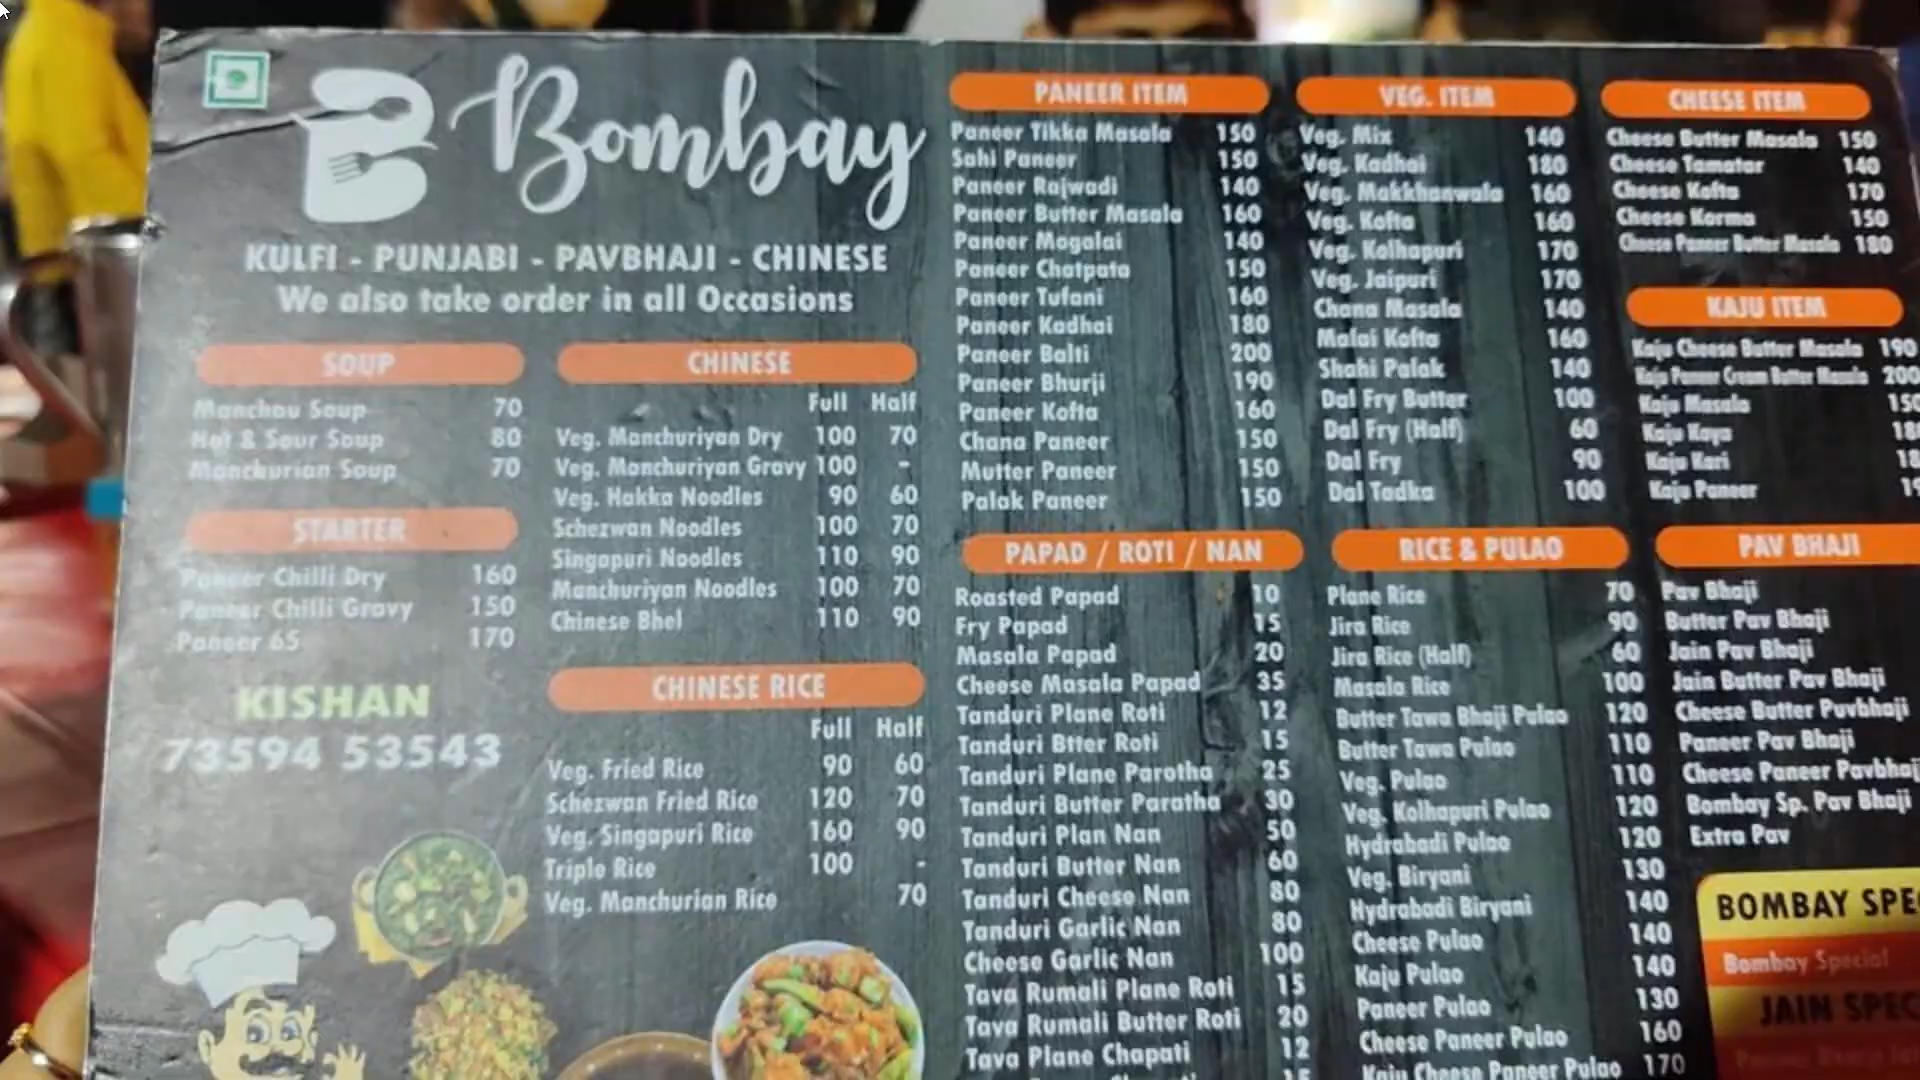 Bombay
KULFI - PUNJABI - PAVBHAJI - CHINESE
We also take order in all Occasions
SOUP
Manchou Soup 70
Hot & Sour Soup 80
Manchurian Soup 70
STARTER
Paneer Chilli Dry 160
Paneer Chilli Gravy 150
Paneer 65 170
KISHAN
73594 53543
CHINESE
Full Half
Veg. Manchuriyan Dry 100 70
Veg. Manchuriyan Gravy 100 -
Veg. Hakka Noodles 90 60
Schezwan Noodles 100 70
Singapuri Noodles 110 90
Manchuriyan Noodles 100 70
Chinese Bhel 110 90
CHINESE RICE
Full Half
Veg. Fried Rice 90 60
Schezwan Fried Rice 120 70
Veg. Singapuri Rice 160 90
Triple Rice 100 -
Veg. Manchurian Rice 70
PANEER ITEM
Paneer Tikka Masala 150
Sahi Paneer 150
Paneer Rajwadi 140
Paneer Butter Masala 160
Paneer Mogalai 140
Paneer Chatpata 150
Paneer Tufani 160
Paneer Kadhai 180
Paneer Balti 200
Paneer Bhurji 190
Paneer Kofta 160
Chana Paneer 150
Mutter Paneer 150
Palak Paneer 150
PAPAD / ROTI / NAN
Roasted Papad 10
Fry Papad 15
Masala Papad 20
Cheese Masala Papad 35
Tanduri Plane Roti 12
Tanduri Btter Roti 15
Tanduri Plane Parotha 25
Tanduri Butter Paratha 30
Tanduri Plan Nan 50
Tanduri Butter Nan 60
Tanduri Cheese Nan 80
Tanduri Garlic Nan 80
Cheese Garlic Nan 100
Tava Rumali Plane Roti 15
Tava Rumali Butter Roti 20
Tava Plane Chapati 12
VEG. ITEM
Veg. Mix 140
Veg. Kadhai 180
Veg. Makkhanwala 160
Veg. Kofta 160
Veg. Kolhapuri 170
Veg. Jaipuri 170
Chana Masala 140
Malai Kofta 160
Shahi Palak 140
Dal Fry Butter 100
Dal Fry (Half) 60
Dal Fry 90
Dal Tadka 100
RICE & PULAO
Plane Rice 70
Jira Rice 90
Jira Rice (Half) 60
Masala Rice 100
Butter Tawa Bhaji Pulao 120
Butter Tawa Pulao 110
Veg. Pulao 110
Veg. Kolhapuri Pulao 120
Hydrabadi Pulao 120
Veg. Biryani 130
Hydrabadi Biryani 140
Cheese Pulao 140
Kaju Pulao 140
Paneer Pulao 130
Cheese Paneer Pulao 160
Kaju Cheese Paneer Pulao 170
CHEESE ITEM
Cheese Butter Masala 150
Cheese Tamatar 140
Cheese Kofta 170
Cheese Korma 150
Cheese Paneer Butter Masala 180
KAJU ITEM
Kaju Cheese Butter Masala 190
Kaju Paneer Cream Butter Masala 200
Kaju Masala 150
Kaju Kaya 18
Kaju Kari 18
Kaju Paneer 19
PAV BHAJI
Pav Bhaji
Butter Pav Bhaji
Jain Pav Bhaji
Jain Butter Pav Bhaji
Cheese Butter Puvbhaji
Paneer Pav Bhaji
Cheese Paneer Pavbhaj
Bombay Sp. Pav Bhaji
Extra Pav
BOMBAY SPE
Bombay Special
JAIN SPEC